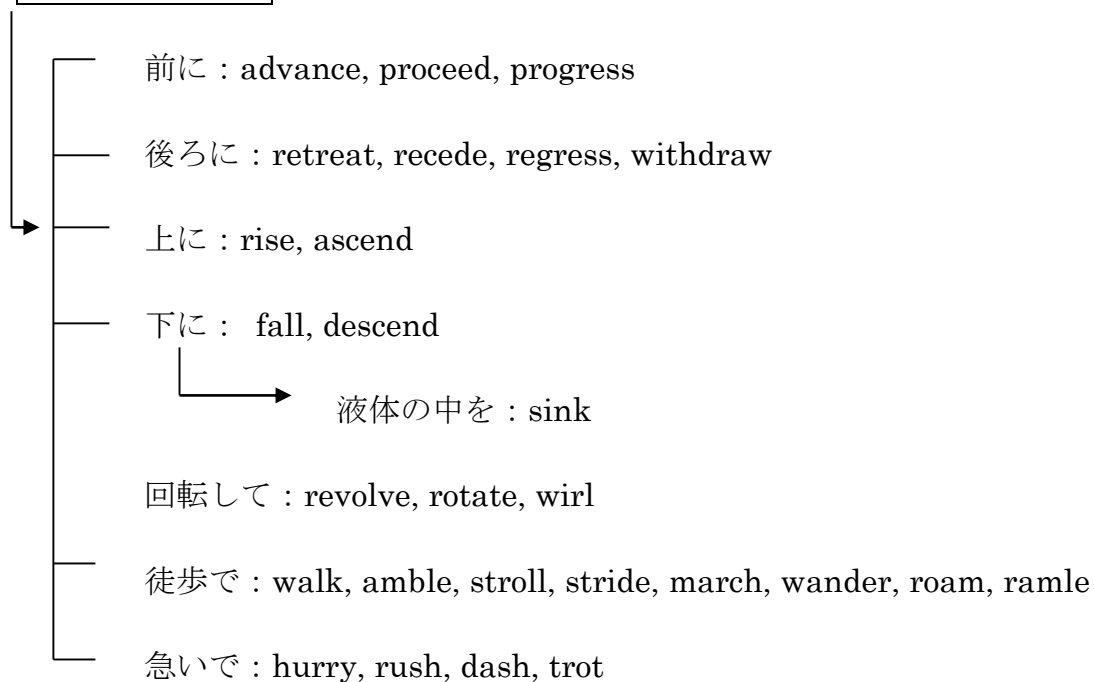 前に：advance, proceed, progress
後ろに：retreat, recede, regress, withdraw
上に：rise, ascend
下に： fall, descend
液体の中を：sink
回転して：revolve, rotate, wirl
徒歩で：walk, amble, stroll, stride, march, wander, roam, ramle
急いで：hurry, rush, dash, trot